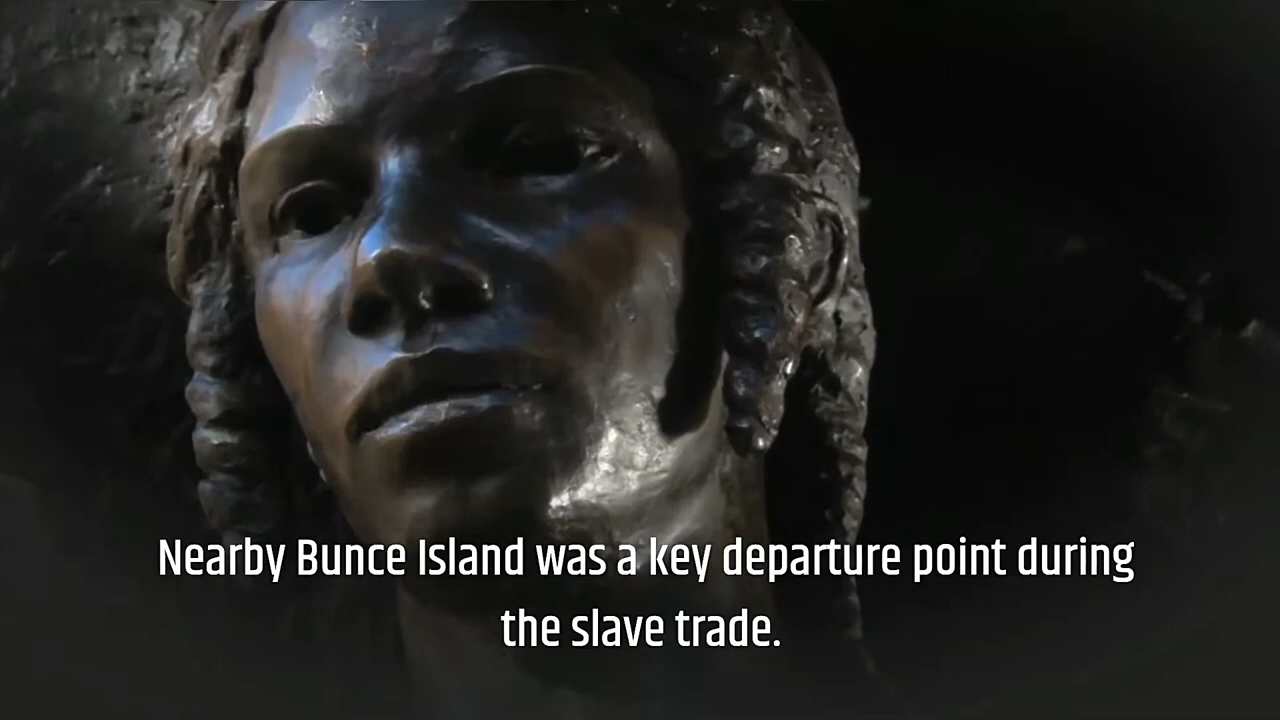 Nearby Bunce Island was a key departure point during
the slave trade.